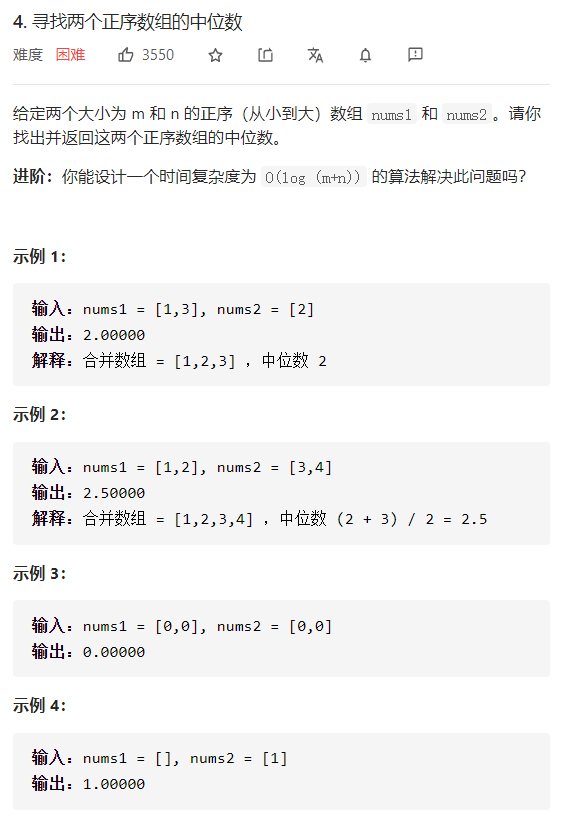 4. 寻找两个正序数组的中位数
难度 困难 3550
给定两个大小为 m 和 n 的正序（从小到大）数组 nums1 和 nums2。请你
找出并返回这两个正序数组的中位数。
进阶：你能设计一个时间复杂度为 O(log (m+n)) 的算法解决此问题吗？
示例 1：
输入：nums1 = [1,3], nums2 = [2]
输出：2.00000
解释：合并数组 = [1,2,3] ，中位数 2
示例 2：
输入：nums1 = [1,2], nums2 = [3,4]
输出：2.50000
解释：合并数组 = [1,2,3,4] ，中位数 (2 + 3) / 2 = 2.5
示例 3：
输入：nums1 = [0,0], nums2 = [0,0]
输出：0.00000
示例 4：
输入：nums1 = [], nums2 = [1]
输出：1.00000